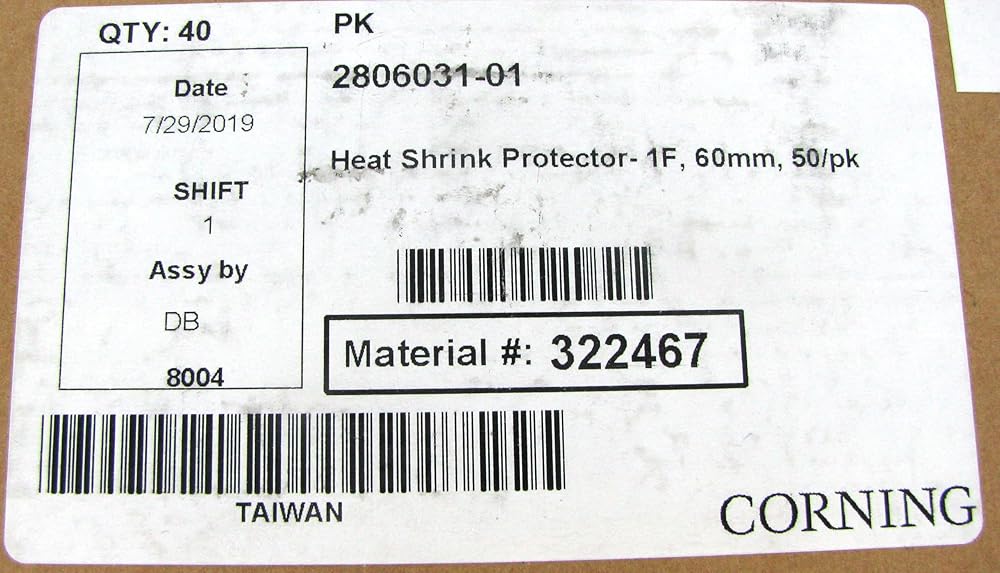 QTY: 40
PK
Date
7/29/2019
SHIFT
1
Assy by
DB
8004
2806031-01
Heat Shrink Protector- 1F, 60mm, 50/pk
Material #: 322467
TAIWAN
CORNING